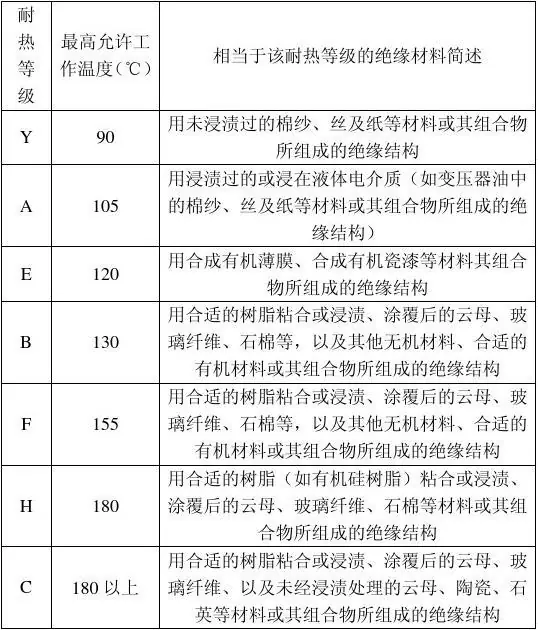 耐
热
等
级
最高允许工
作温度(℃)
相当于该耐热等级的绝缘材料简述
Y
90
用未浸渍过的棉纱、丝及纸等材料或其组合物
所组成的绝缘结构
A
105
用浸渍过的或浸在液体电介质（如变压器油中
的棉纱、丝及纸等材料或其组合物所组成的绝
缘结构）
E
120
用合成有机薄膜、合成有机瓷漆等材料其组合
物所组成的绝缘结构
B
130
用合适的树脂粘合或浸渍、涂覆后的云母、玻
璃纤维、石棉等，以及其他无机材料、合适的
有机材料或其组合物所组成的绝缘结构
F
155
用合适的树脂粘合或浸渍、涂覆后的云母、玻
璃纤维、石棉等，以及其他无机材料、合适的
有机材料或其组合物所组成的绝缘结构
H
180
用合适的树脂（如有机硅树脂）粘合或浸渍、
涂覆后的云母、玻璃纤维、石棉等材料或其组
合物所组成的绝缘结构
C
180 以上
用合适的树脂粘合或浸渍、涂覆后的云母、玻
璃纤维、以及未经浸渍处理的云母、陶瓷、石
英等材料或其组合物所组成的绝缘结构